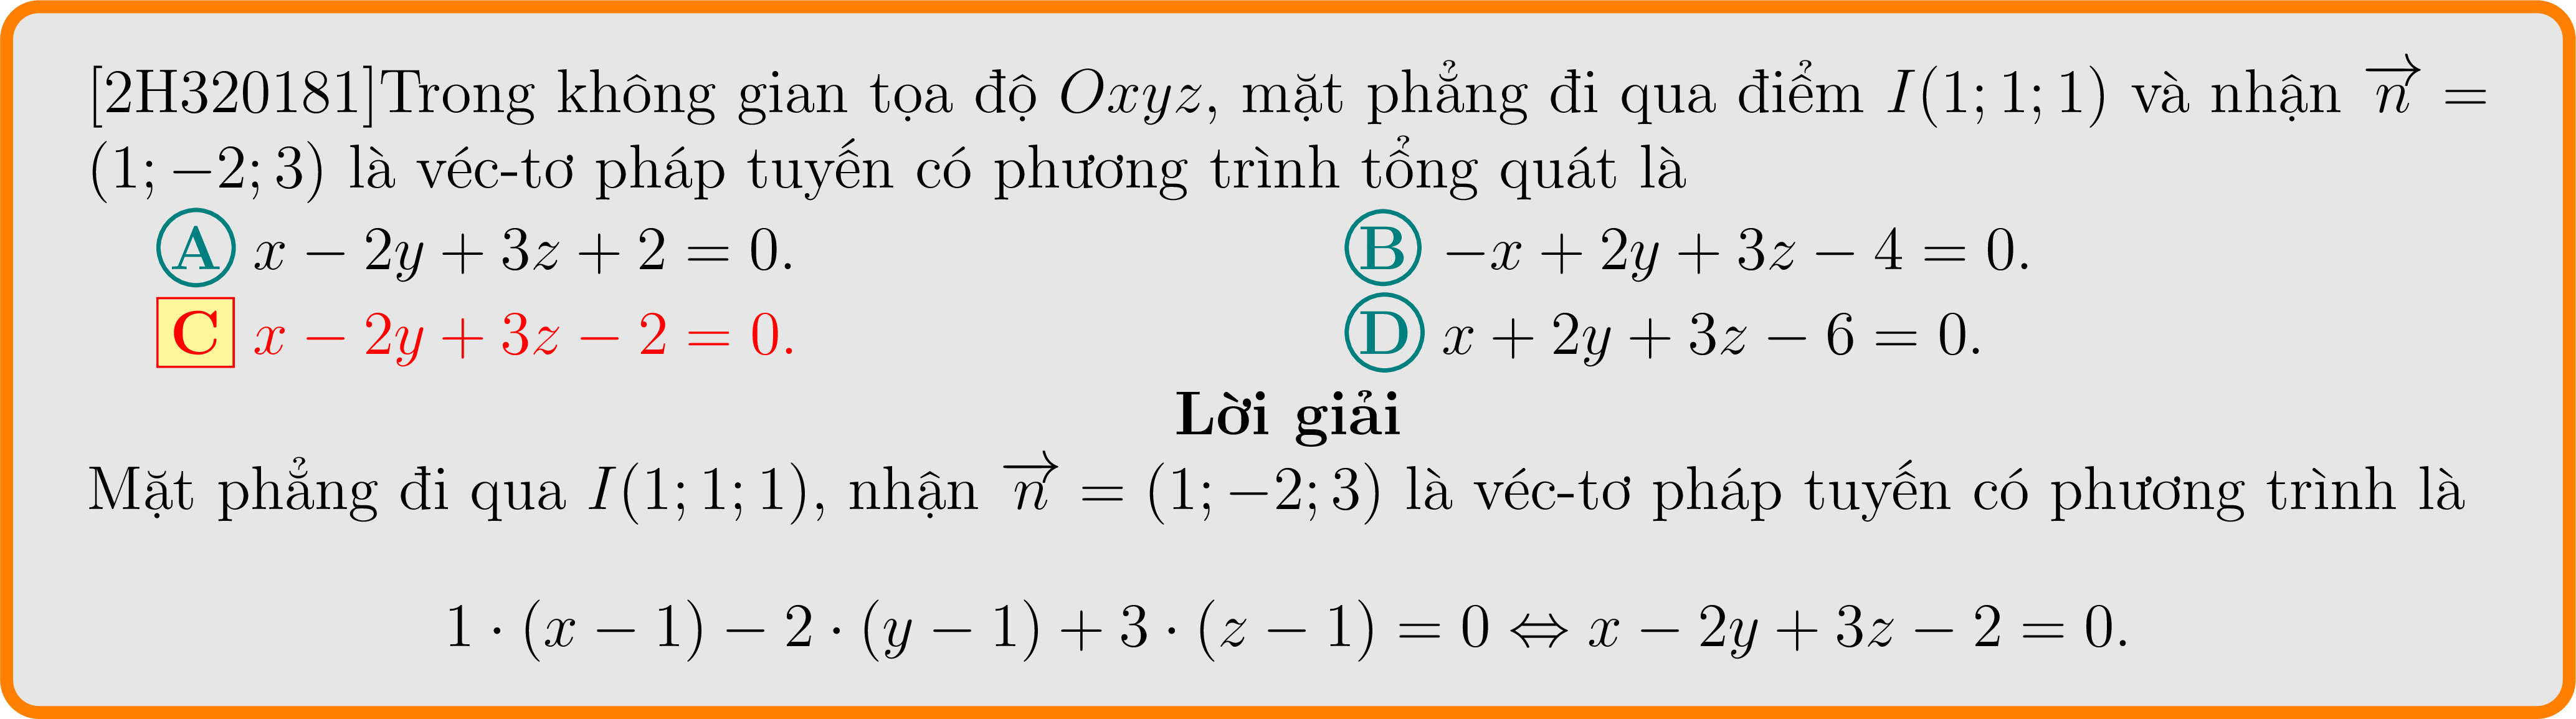 [2H320181]Trong không gian tọa độ $Oxyz$, mặt phẳng đi qua điểm $I(1; 1; 1)$ và nhận $\overrightarrow{n} =$
$(1; -2; 3)$ là véc-tơ pháp tuyến có phương trình tổng quát là
A $x - 2y + 3z + 2 = 0$. B $-x + 2y + 3z - 4 = 0$.
C $x - 2y + 3z - 2 = 0$. D $x + 2y + 3z - 6 = 0$.
Lời giải
Mặt phẳng đi qua $I(1; 1; 1)$, nhận $\overrightarrow{n} = (1; -2; 3)$ là véc-tơ pháp tuyến có phương trình là
$1 \cdot (x - 1) - 2 \cdot (y - 1) + 3 \cdot (z - 1) = 0 \Leftrightarrow x - 2y + 3z - 2 = 0.$